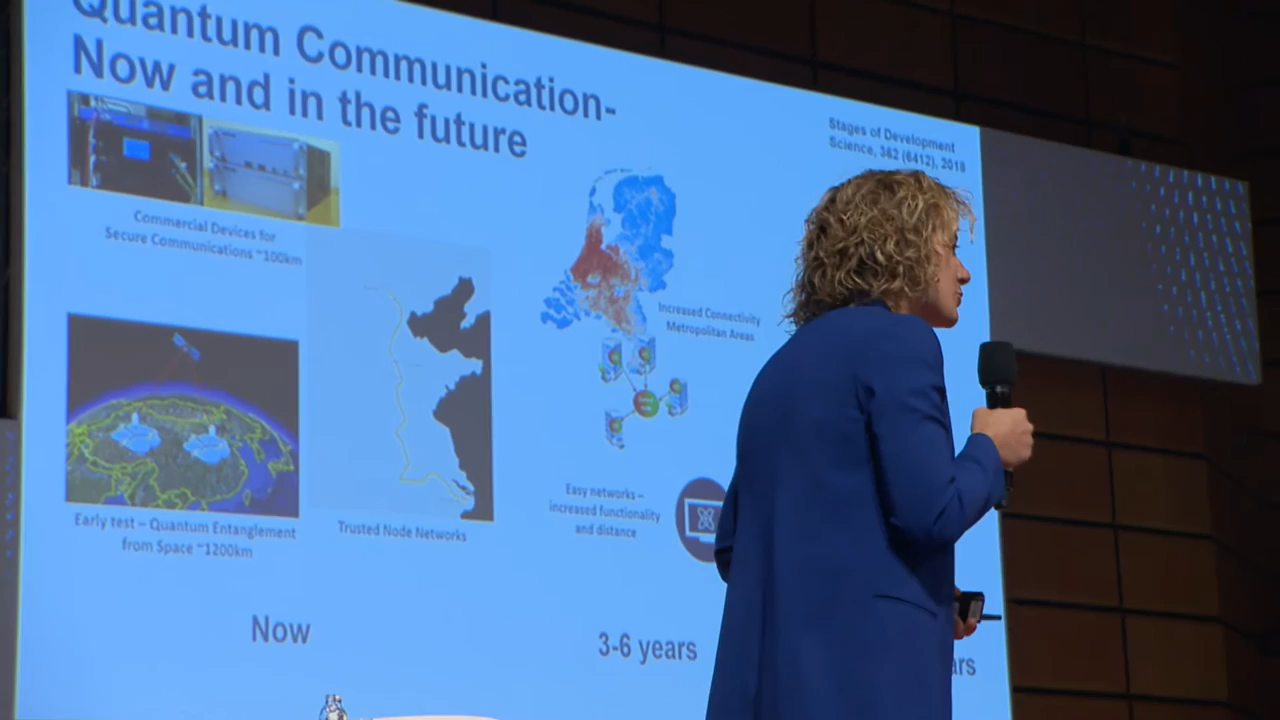 Quantum Communication-
Now and in the future
Stages of Development
Science, 362 (6412), 2018
Commercial Devices for
Secure Communications ~100km
Increased Connectivity
Metropolitan Areas
Easy networks –
increased functionality
and distance
Early test – Quantum Entanglement
from Space ~1200km
Trusted Node Networks
Now
3-6 years
ars